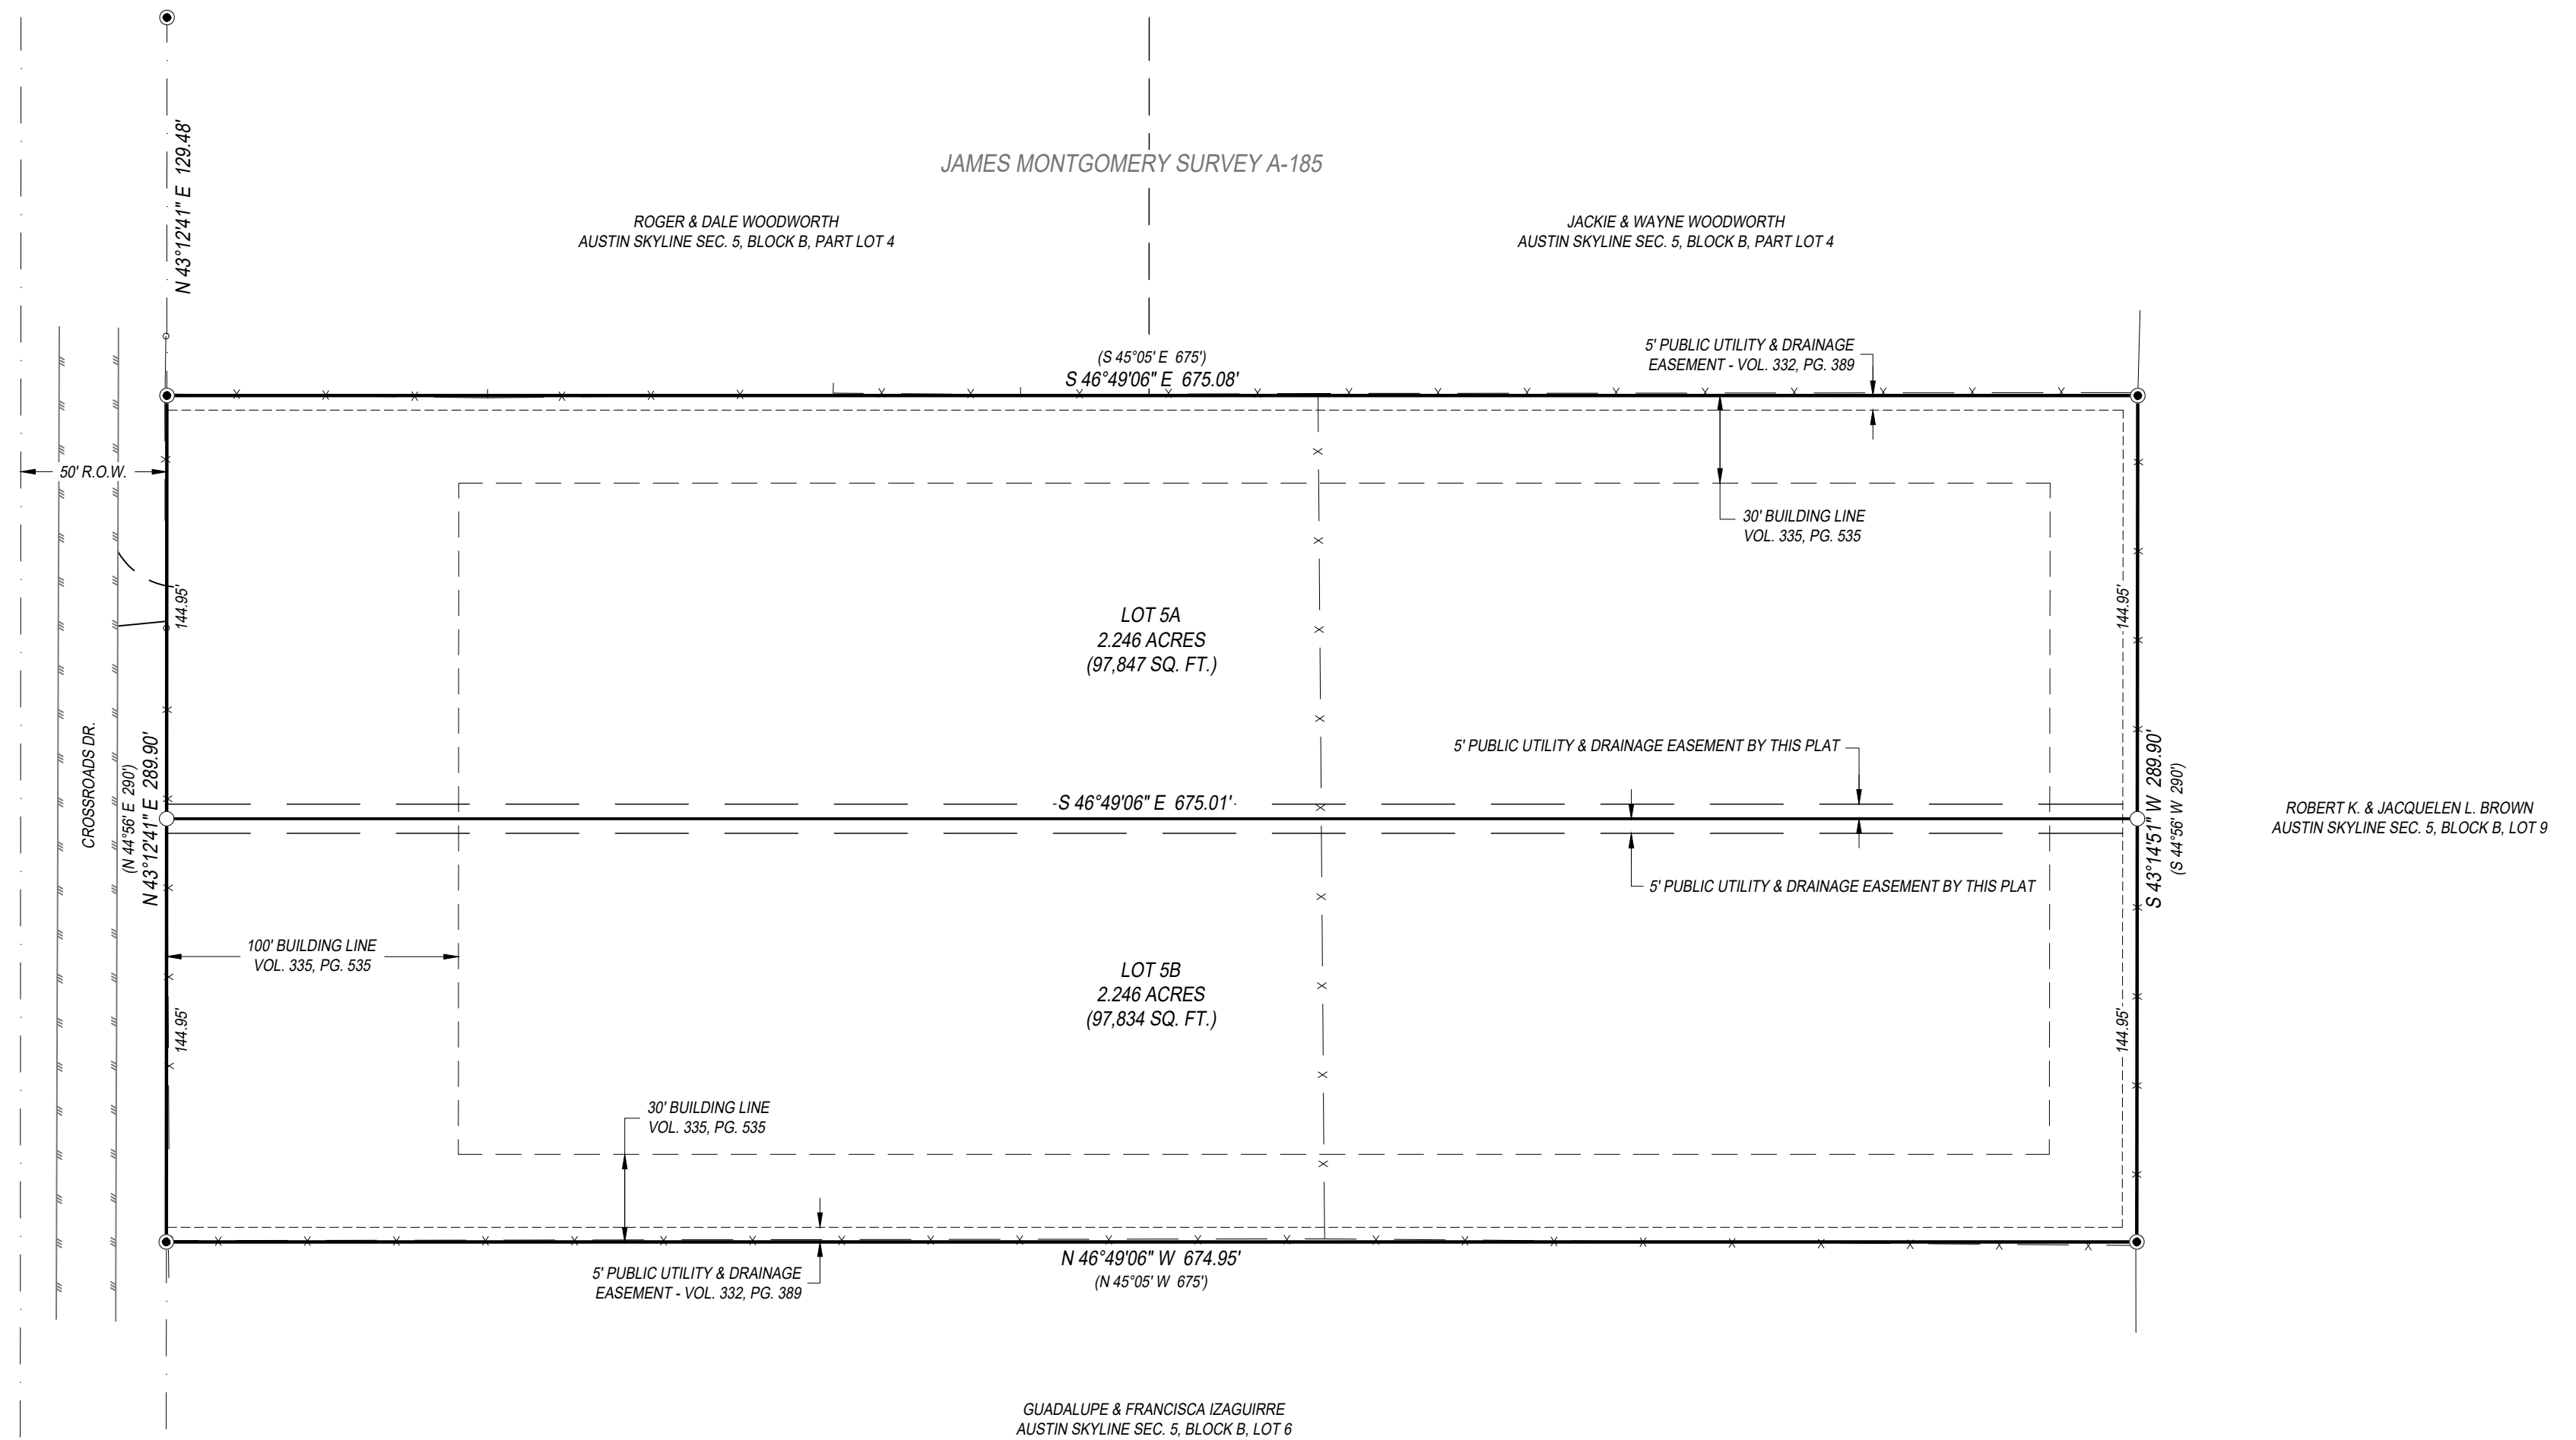 N 43°12'41" E  129.48'
JAMES MONTGOMERY SURVEY A-185
ROGER & DALE WOODWORTH
AUSTIN SKYLINE SEC. 5, BLOCK B, PART LOT 4
JACKIE & WAYNE WOODWORTH
AUSTIN SKYLINE SEC. 5, BLOCK B, PART LOT 4
(S 45°05' E  675')
S 46°49'06" E  675.08'
5' PUBLIC UTILITY & DRAINAGE
EASEMENT - VOL. 332, PG. 389
50' R.O.W.
30' BUILDING LINE
VOL. 335, PG. 535
144.95'
LOT 5A
2.246 ACRES
(97,847 SQ. FT.)
144.95'
5' PUBLIC UTILITY & DRAINAGE EASEMENT BY THIS PLAT
CROSSROADS DR.
(N 44°56' E  290')
N 43°12'41" E  289.90'
S 46°49'06" E  675.01'
S 43°14'51" W  289.90'
(S 44°56' W  290')
ROBERT K. & JACQUELEN L. BROWN
AUSTIN SKYLINE SEC. 5, BLOCK B, LOT 9
5' PUBLIC UTILITY & DRAINAGE EASEMENT BY THIS PLAT
100' BUILDING LINE
VOL. 335, PG. 535
LOT 5B
2.246 ACRES
(97,834 SQ. FT.)
144.95'
144.95'
30' BUILDING LINE
VOL. 335, PG. 535
N 46°49'06" W  674.95'
(N 45°05' W  675')
5' PUBLIC UTILITY & DRAINAGE
EASEMENT - VOL. 332, PG. 389
GUADALUPE & FRANCISCA IZAGUIRRE
AUSTIN SKYLINE SEC. 5, BLOCK B, LOT 6